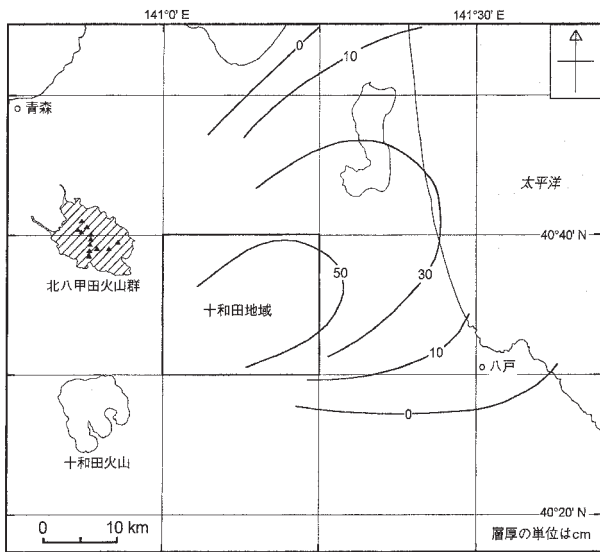 141°0′ E
141°30′ E
0
10
青森
太平洋
40°40′ N
北八甲田火山群
十和田地域
50
30
10
八戸
0
十和田火山
40°20′ N
0 10 km
層厚の単位はcm